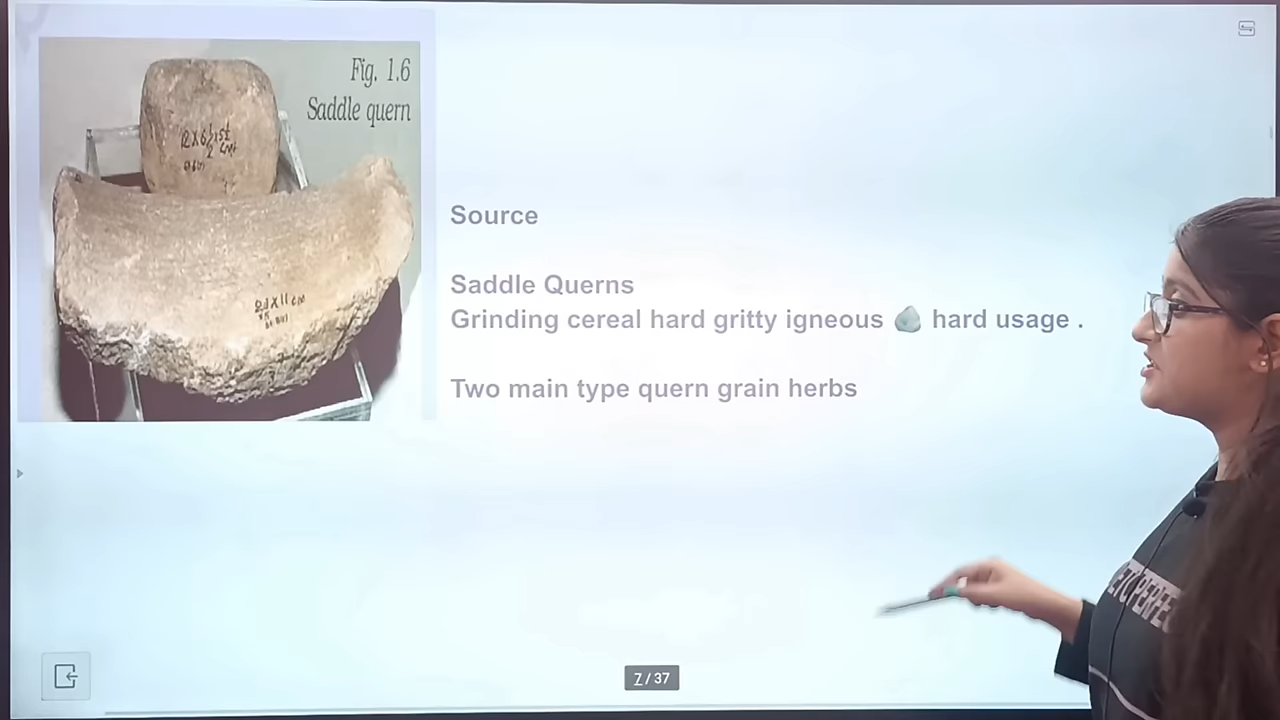 Fig. 1.6
Saddle quern
Source
Saddle Querns
Grinding cereal hard gritty igneous hard usage .
Two main type quern grain herbs
7 / 37